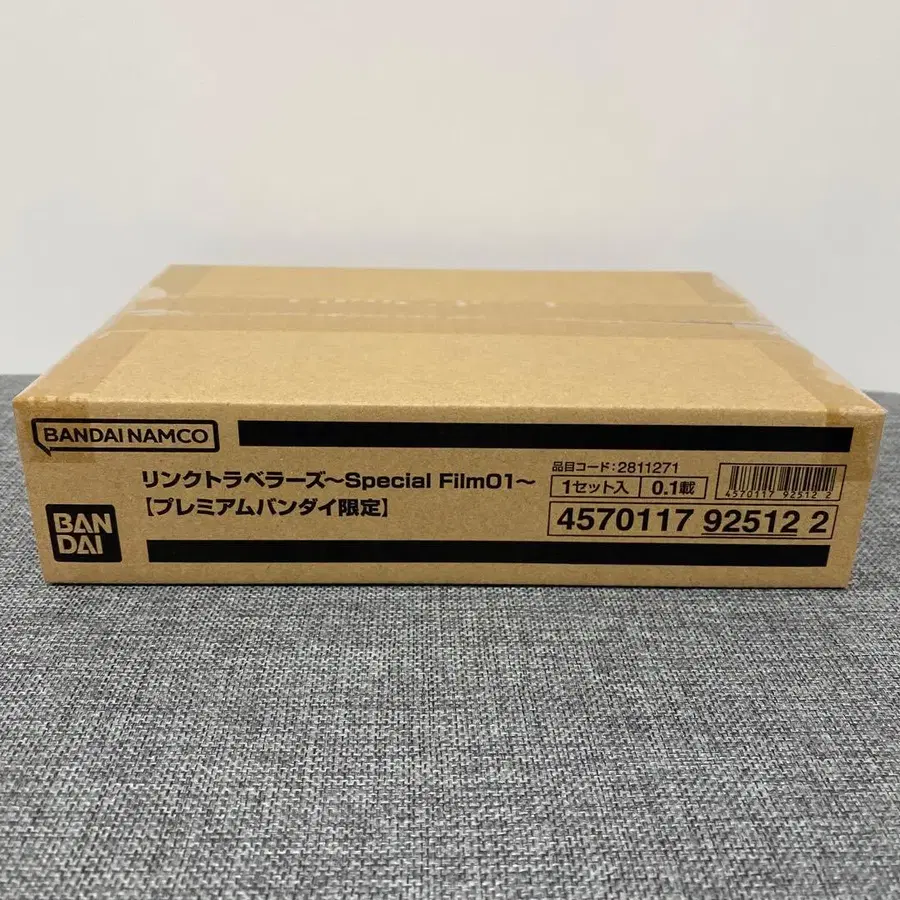 BANDAI NAMCO
リンクトラベラーズ～Special Film01～
【プレミアムバンダイ限定】
BAN
DAI
品目コード：2811271
1セット入 0.1載
4570117 92512 2
4570117 92512 2